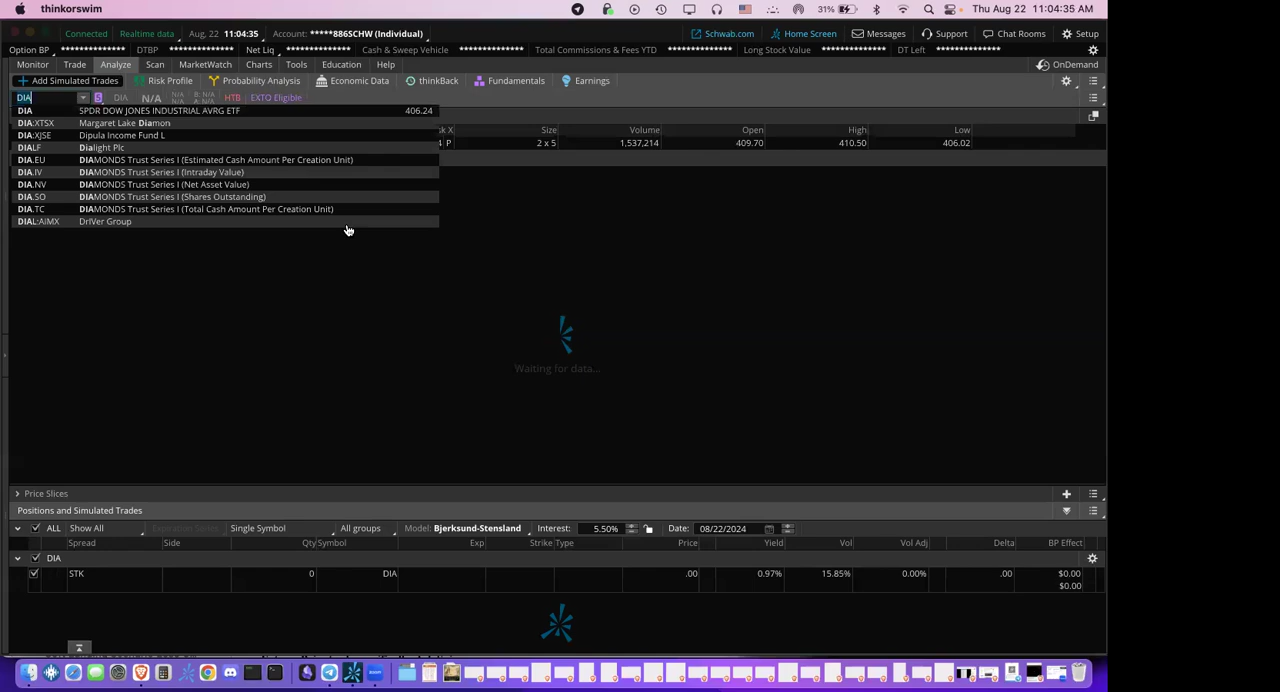 thinkorswim 31% Thu Aug 22 11:04:35 AM
Connected Realtime data Aug, 22 11:04:35 Account: *****886SCHW (Individual) Schwab.com Home Screen Messages Support Chat Rooms Setup
Option BP ************** DTBP ************** Net Liq ************** Cash & Sweep Vehicle ************** Total Commissions & Fees YTD ************** Long Stock Value ************** DT Left **************
Monitor Trade Analyze Scan MarketWatch Charts Tools Education Help OnDemand
Add Simulated Trades Risk Profile Probability Analysis Economic Data thinkBack Fundamentals Earnings
DIA S DIA N/A N/A N/A B: N/A A: N/A HTB EXTO Eligible
DIA SPDR DOW JONES INDUSTRIAL AVRG ETF 406.24
DIA:XTSX Margaret Lake Diamon
DIA:XJSE Dipula Income Fund L
DIALF Dialight Plc
DIA.EU DIAMONDS Trust Series I (Estimated Cash Amount Per Creation Unit)
DIA.IV DIAMONDS Trust Series I (Intraday Value)
DIA.NV DIAMONDS Trust Series I (Net Asset Value)
DIA.SO DIAMONDS Trust Series I (Shares Outstanding)
DIA.TC DIAMONDS Trust Series I (Total Cash Amount Per Creation Unit)
DIAL:AIMX DrIVer Group
sk X Size Volume Open High Low
4 P 2 x 5 1,537,214 409.70 410.50 406.02
Waiting for data...
Price Slices
Positions and Simulated Trades
ALL Show All Expiration Series Single Symbol All groups Model: Bjerksund-Stensland Interest: 5.50% Date: 08/22/2024
Spread Side Qty Symbol Exp Strike Type Price Yield Vol Vol Adj Delta BP Effect
DIA
STK 0 DIA .00 0.97% 15.85% 0.00% .00 $0.00
$0.00